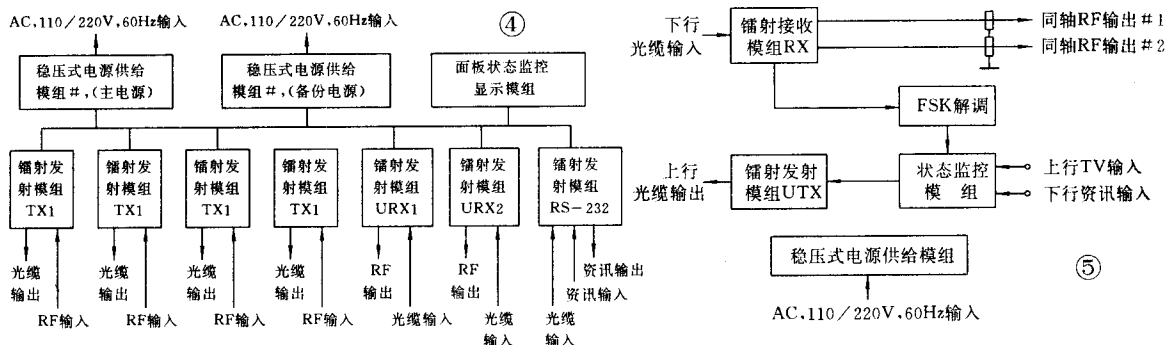 AC,110/220V,60Hz输入
AC,110/220V,60Hz输入
④
稳压式电源供给
模组#,(主电源)
稳压式电源供给
模组#,(备份电源)
面板状态监控
显示模组
镭射发
射模组
TX1
镭射发
射模组
TX1
镭射发
射模组
TX1
镭射发
射模组
TX1
镭射发
射模组
URX1
镭射发
射模组
URX2
镭射发
射模组
RS-232
光缆
输出
RF输入
光缆
输出
RF输入
光缆
输出
RF输入
光缆
输出
RF输入
RF
输出
光缆输入
RF
输出
光缆
输入
光缆
输入
资讯输出
资讯输入
下行
光缆输入
镭射接收
模组RX
同轴RF输出#1
同轴RF输出#2
FSK解调
上行
光缆输出
镭射发射
模组UTX
状态监控
模 组
上行TV输入
下行资讯输入
稳压式电源供给模组
⑤
AC,110/220V,60Hz输入